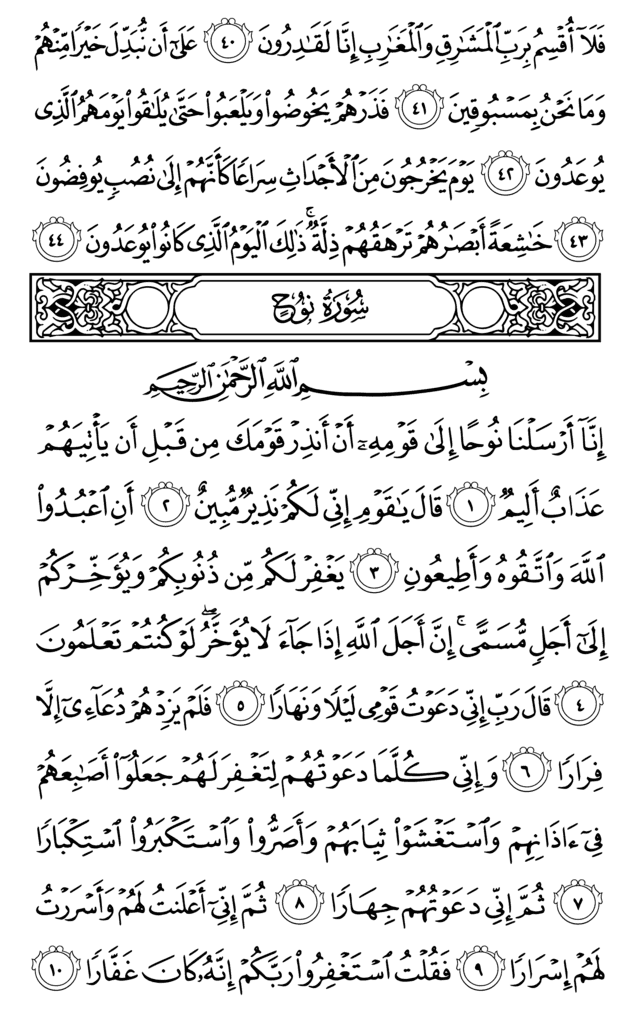 فَلَآ أُقْسِمُ بِرَبِّ ٱلْمَشَـٰرِقِ وَٱلْمَغَـٰرِبِ إِنَّا لَقَـٰدِرُونَ ٤٠ عَلَىٰٓ أَن نُّبَدِّلَ خَيْرًا مِّنْهُمْ
وَمَا نَحْنُ بِمَسْبُوقِينَ ٤١ فَذَرْهُمْ يَخُوضُوا۟ وَيَلْعَبُوا۟ حَتَّىٰ يُلَـٰقُوا۟ يَوْمَهُمُ ٱلَّذِى
يُوعَدُونَ ٤٢ يَوْمَ يَخْرُجُونَ مِنَ ٱلْأَجْدَاثِ سِرَاعًا كَأَنَّهُمْ إِلَىٰ نُصُبٍ يُوفِضُونَ
٤٣ خَـٰشِعَةً أَبْصَـٰرُهُمْ تَرْهَقُهُمْ ذِلَّةٌ ۚ ذَٰلِكَ ٱلْيَوْمُ ٱلَّذِى كَانُوا۟ يُوعَدُونَ ٤٤
سُورَةُ نُوحٍ
بِسْمِ ٱللَّهِ ٱلرَّحْمَـٰنِ ٱلرَّحِيمِ
إِنَّآ أَرْسَلْنَا نُوحًا إِلَىٰ قَوْمِهِۦٓ أَنْ أَنذِرْ قَوْمَكَ مِن قَبْلِ أَن يَأْتِيَهُمْ
عَذَابٌ أَلِيمٌ ١ قَالَ يَـٰقَوْمِ إِنِّى لَكُمْ نَذِيرٌ مُّبِينٌ ٢ أَنِ ٱعْبُدُوا۟
ٱللَّهَ وَٱتَّقُوهُ وَأَطِيعُونِ ٣ يَغْفِرْ لَكُم مِّن ذُنُوبِكُمْ وَيُؤَخِّرْكُمْ
إِلَىٰٓ أَجَلٍ مُّسَمًّى ۚ إِنَّ أَجَلَ ٱللَّهِ إِذَا جَآءَ لَا يُؤَخَّرُ ۖ لَوْ كُنتُمْ تَعْلَمُونَ
٤ قَالَ رَبِّ إِنِّى دَعَوْتُ قَوْمِى لَيْلًا وَنَهَارًا ٥ فَلَمْ يَزِدْهُمْ دُعَآءِىٓ إِلَّا
فِرَارًا ٦ وَإِنِّى كُلَّمَا دَعَوْتُهُمْ لِتَغْفِرَ لَهُمْ جَعَلُوٓا۟ أَصَـٰبِعَهُمْ
فِىٓ ءَاذَانِهِمْ وَٱسْتَغْشَوْا۟ ثِيَابَهُمْ وَأَصَرُّوا۟ وَٱسْتَكْبَرُوا۟ ٱسْتِكْبَارًا
٧ ثُمَّ إِنِّى دَعَوْتُهُمْ جِهَارًا ٨ ثُمَّ إِنِّىٓ أَعْلَنتُ لَهُمْ وَأَسْرَرْتُ
لَهُمْ إِسْرَارًا ٩ فَقُلْتُ ٱسْتَغْفِرُوا۟ رَبَّكُمْ إِنَّهُۥ كَانَ غَفَّارًا ١٠